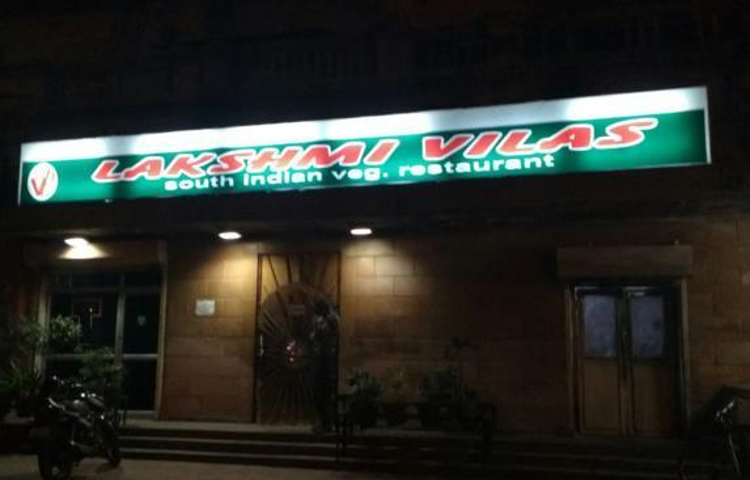 V
LAKSHMI VILAS
south indian veg. restaurant